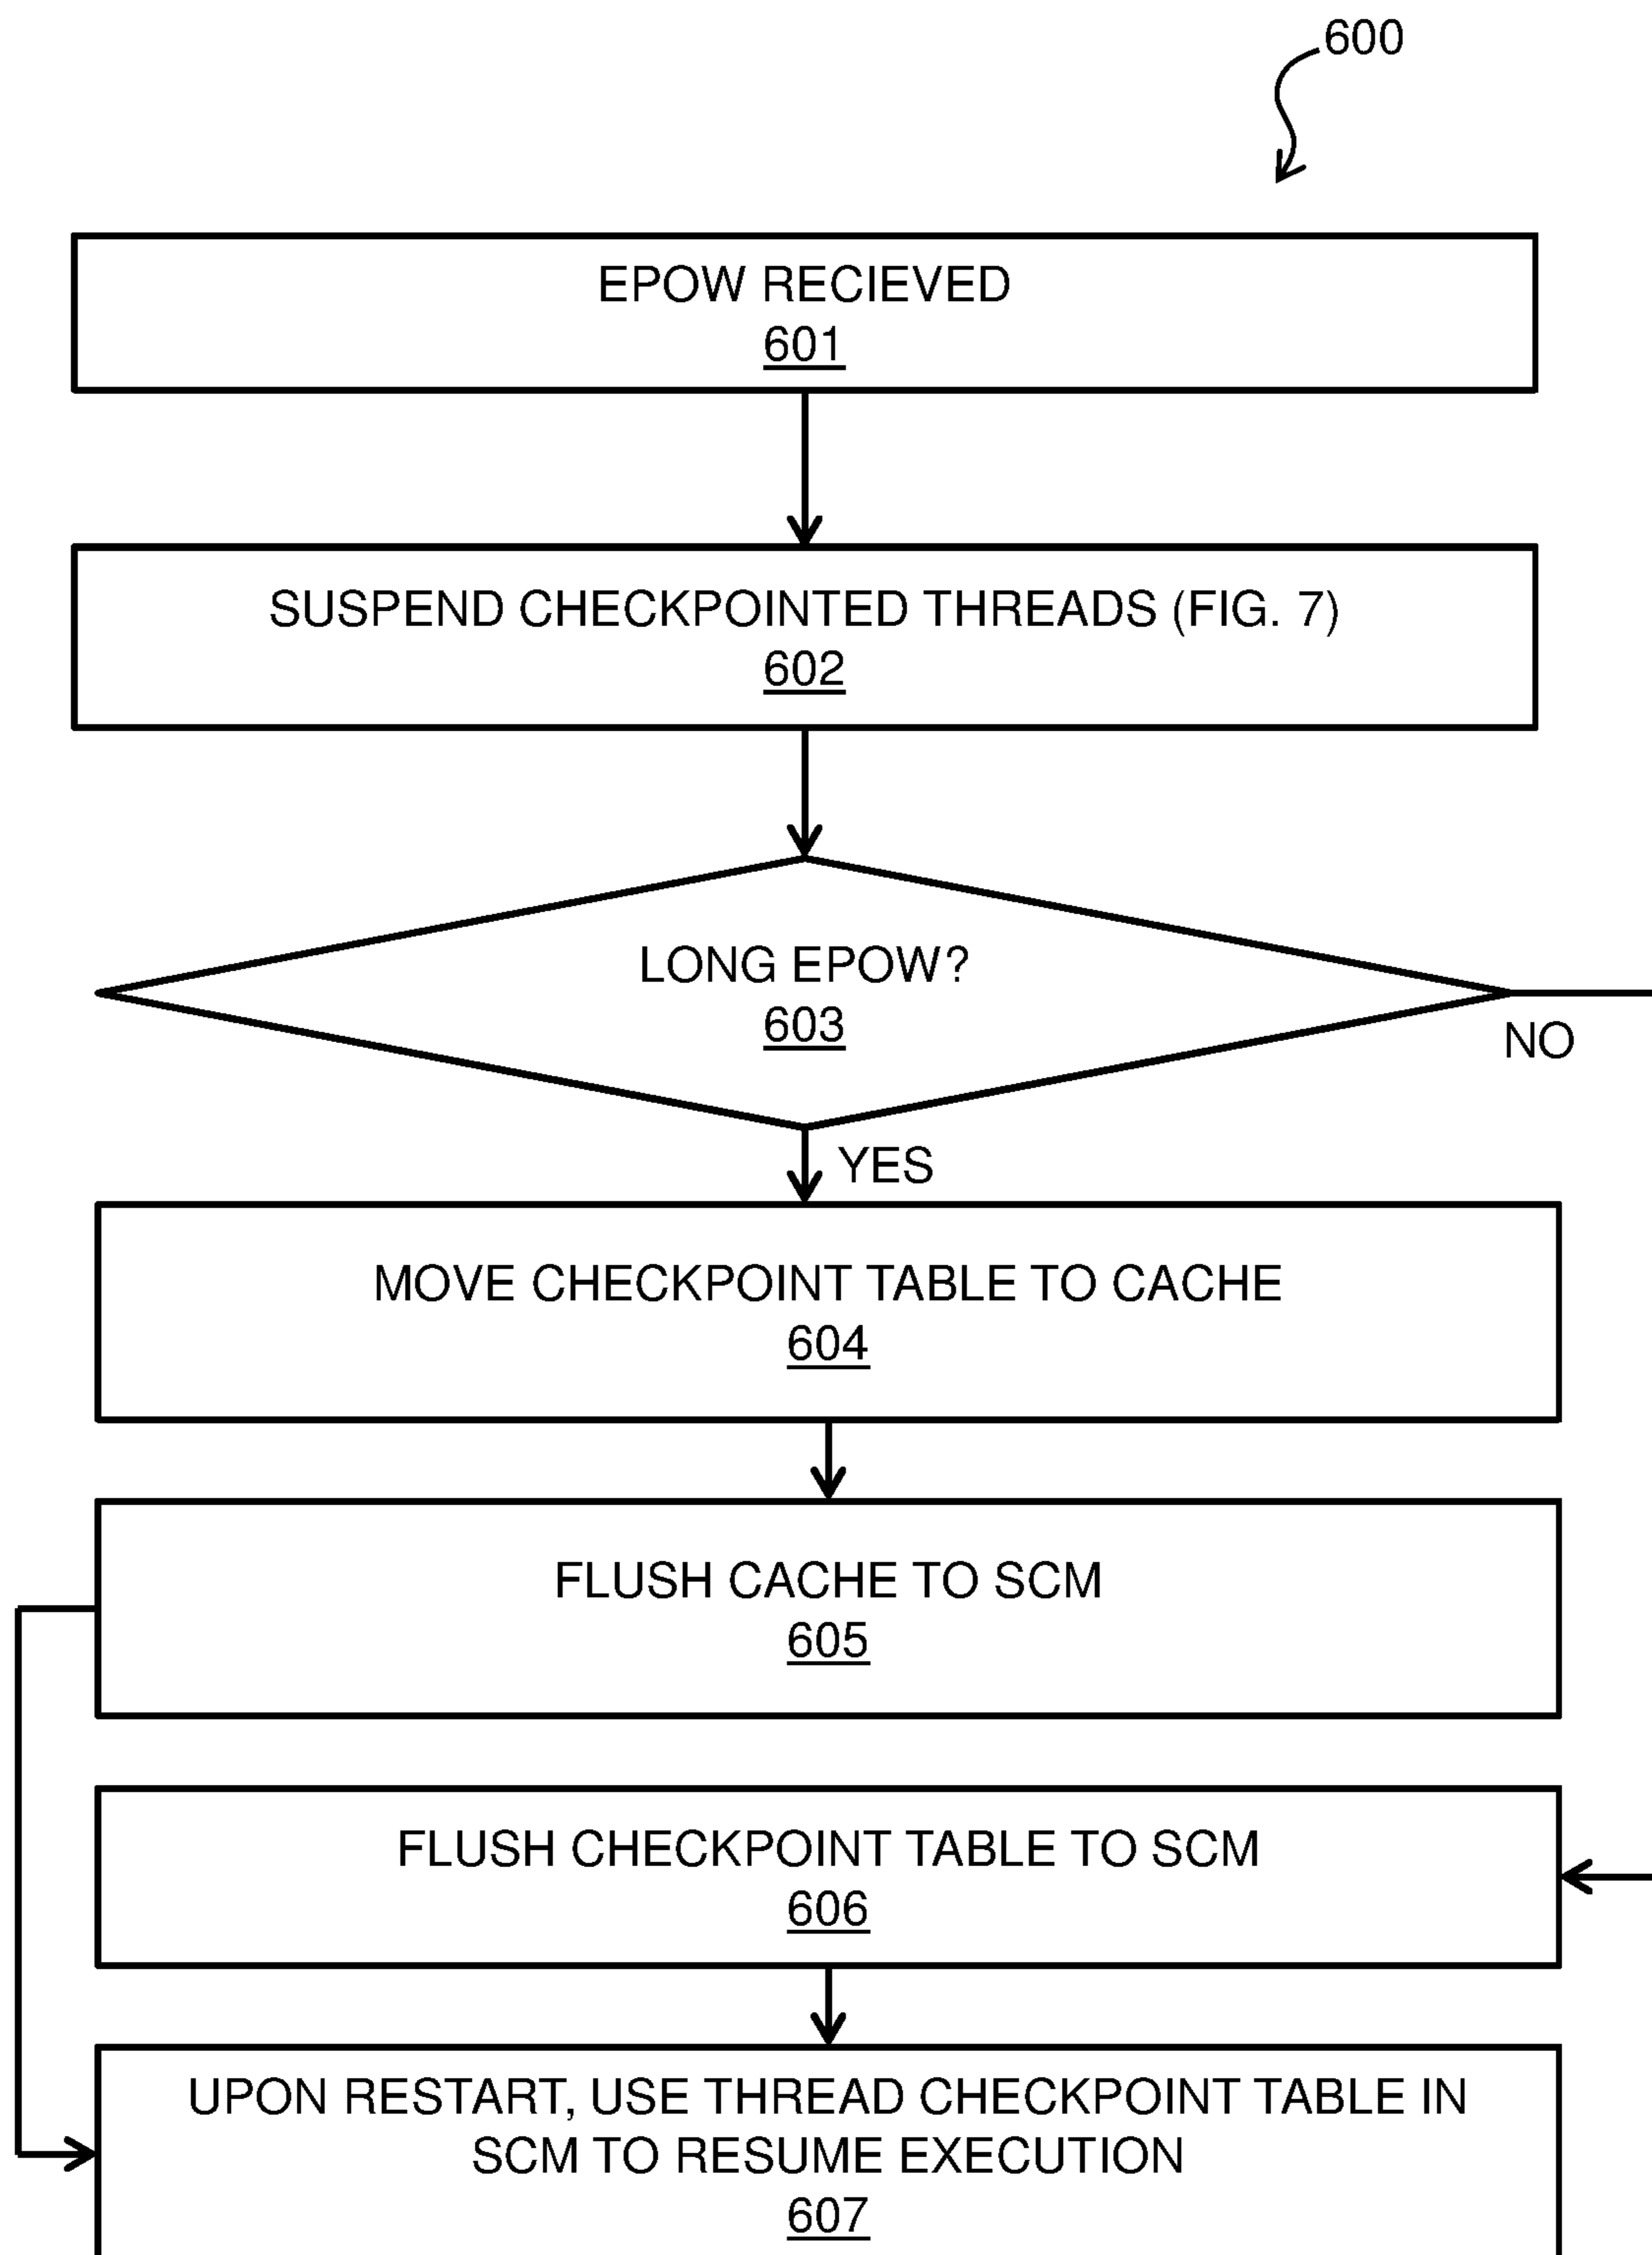 600
EPOW RECIEVED
601
SUSPEND CHECKPOINTED THREADS (FIG. 7)
602
LONG EPOW?
603
NO
YES
MOVE CHECKPOINT TABLE TO CACHE
604
FLUSH CACHE TO SCM
605
FLUSH CHECKPOINT TABLE TO SCM
606
UPON RESTART, USE THREAD CHECKPOINT TABLE IN
SCM TO RESUME EXECUTION
607